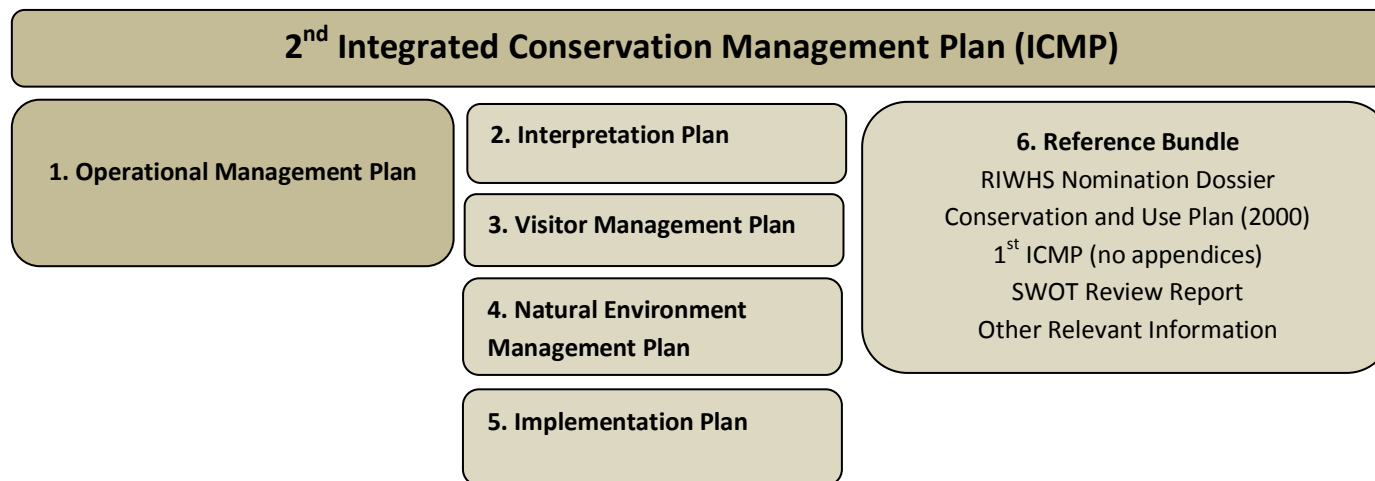 2nd Integrated Conservation Management Plan (ICMP)
1. Operational Management Plan
2. Interpretation Plan
3. Visitor Management Plan
4. Natural Environment
Management Plan
5. Implementation Plan
6. Reference Bundle
RIWHS Nomination Dossier
Conservation and Use Plan (2000)
1st ICMP (no appendices)
SWOT Review Report
Other Relevant Information